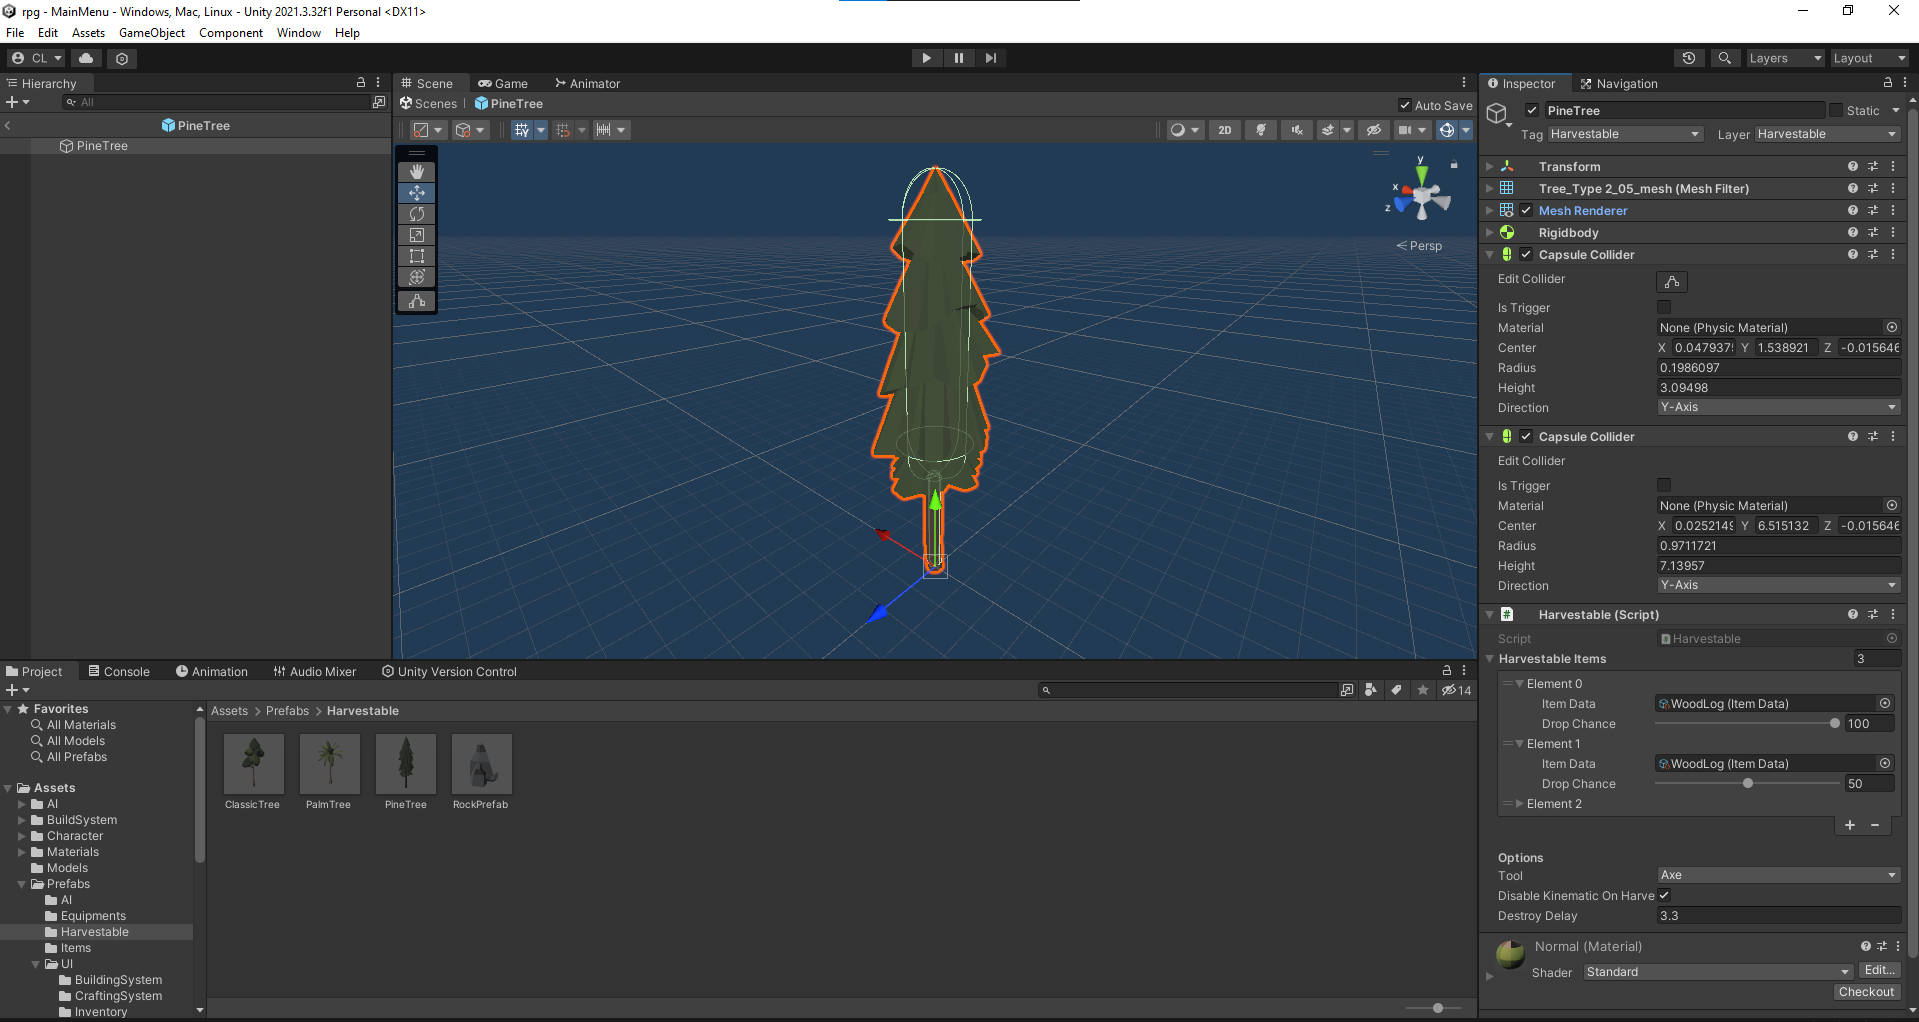 rpg - MainMenu - Windows, Mac, Linux - Unity 2021.3.32f1 Personal <DX11>
File Edit Assets GameObject Component Window Help
CL Layers Layout
Hierarchy
All
PineTree
PineTree
Scene Game Animator
Scenes PineTree Auto Save
2D
y
x
z
Persp
Inspector Navigation
PineTree Static
Tag Harvestable Layer Harvestable
Transform
Tree_Type 2_05_mesh (Mesh Filter)
Mesh Renderer
Rigidbody
Capsule Collider
Edit Collider
Is Trigger
Material None (Physic Material)
Center X 0.047937 Y 1.538921 Z -0.015646
Radius 0.1986097
Height 3.09498
Direction Y-Axis
Capsule Collider
Edit Collider
Is Trigger
Material None (Physic Material)
Center X 0.025214 Y 6.515132 Z -0.015646
Radius 0.9711721
Height 7.13957
Direction Y-Axis
# Harvestable (Script)
Script Harvestable
Harvestable Items 3
Element 0
Item Data WoodLog (Item Data)
Drop Chance 100
Element 1
Item Data WoodLog (Item Data)
Drop Chance 50
Element 2
+ -
Options
Tool Axe
Disable Kinematic On Harve
Destroy Delay 3.3
Normal (Material)
Shader Standard Edit...
Checkout
Project Console Animation Audio Mixer Unity Version Control
14
Favorites
All Materials
All Models
All Prefabs
Assets
AI
BuildSystem
Character
Materials
Models
Prefabs
AI
Equipments
Harvestable
Items
UI
BuildingSystem
CraftingSystem
Inventory
Assets > Prefabs > Harvestable
ClassicTree PalmTree PineTree RockPrefab